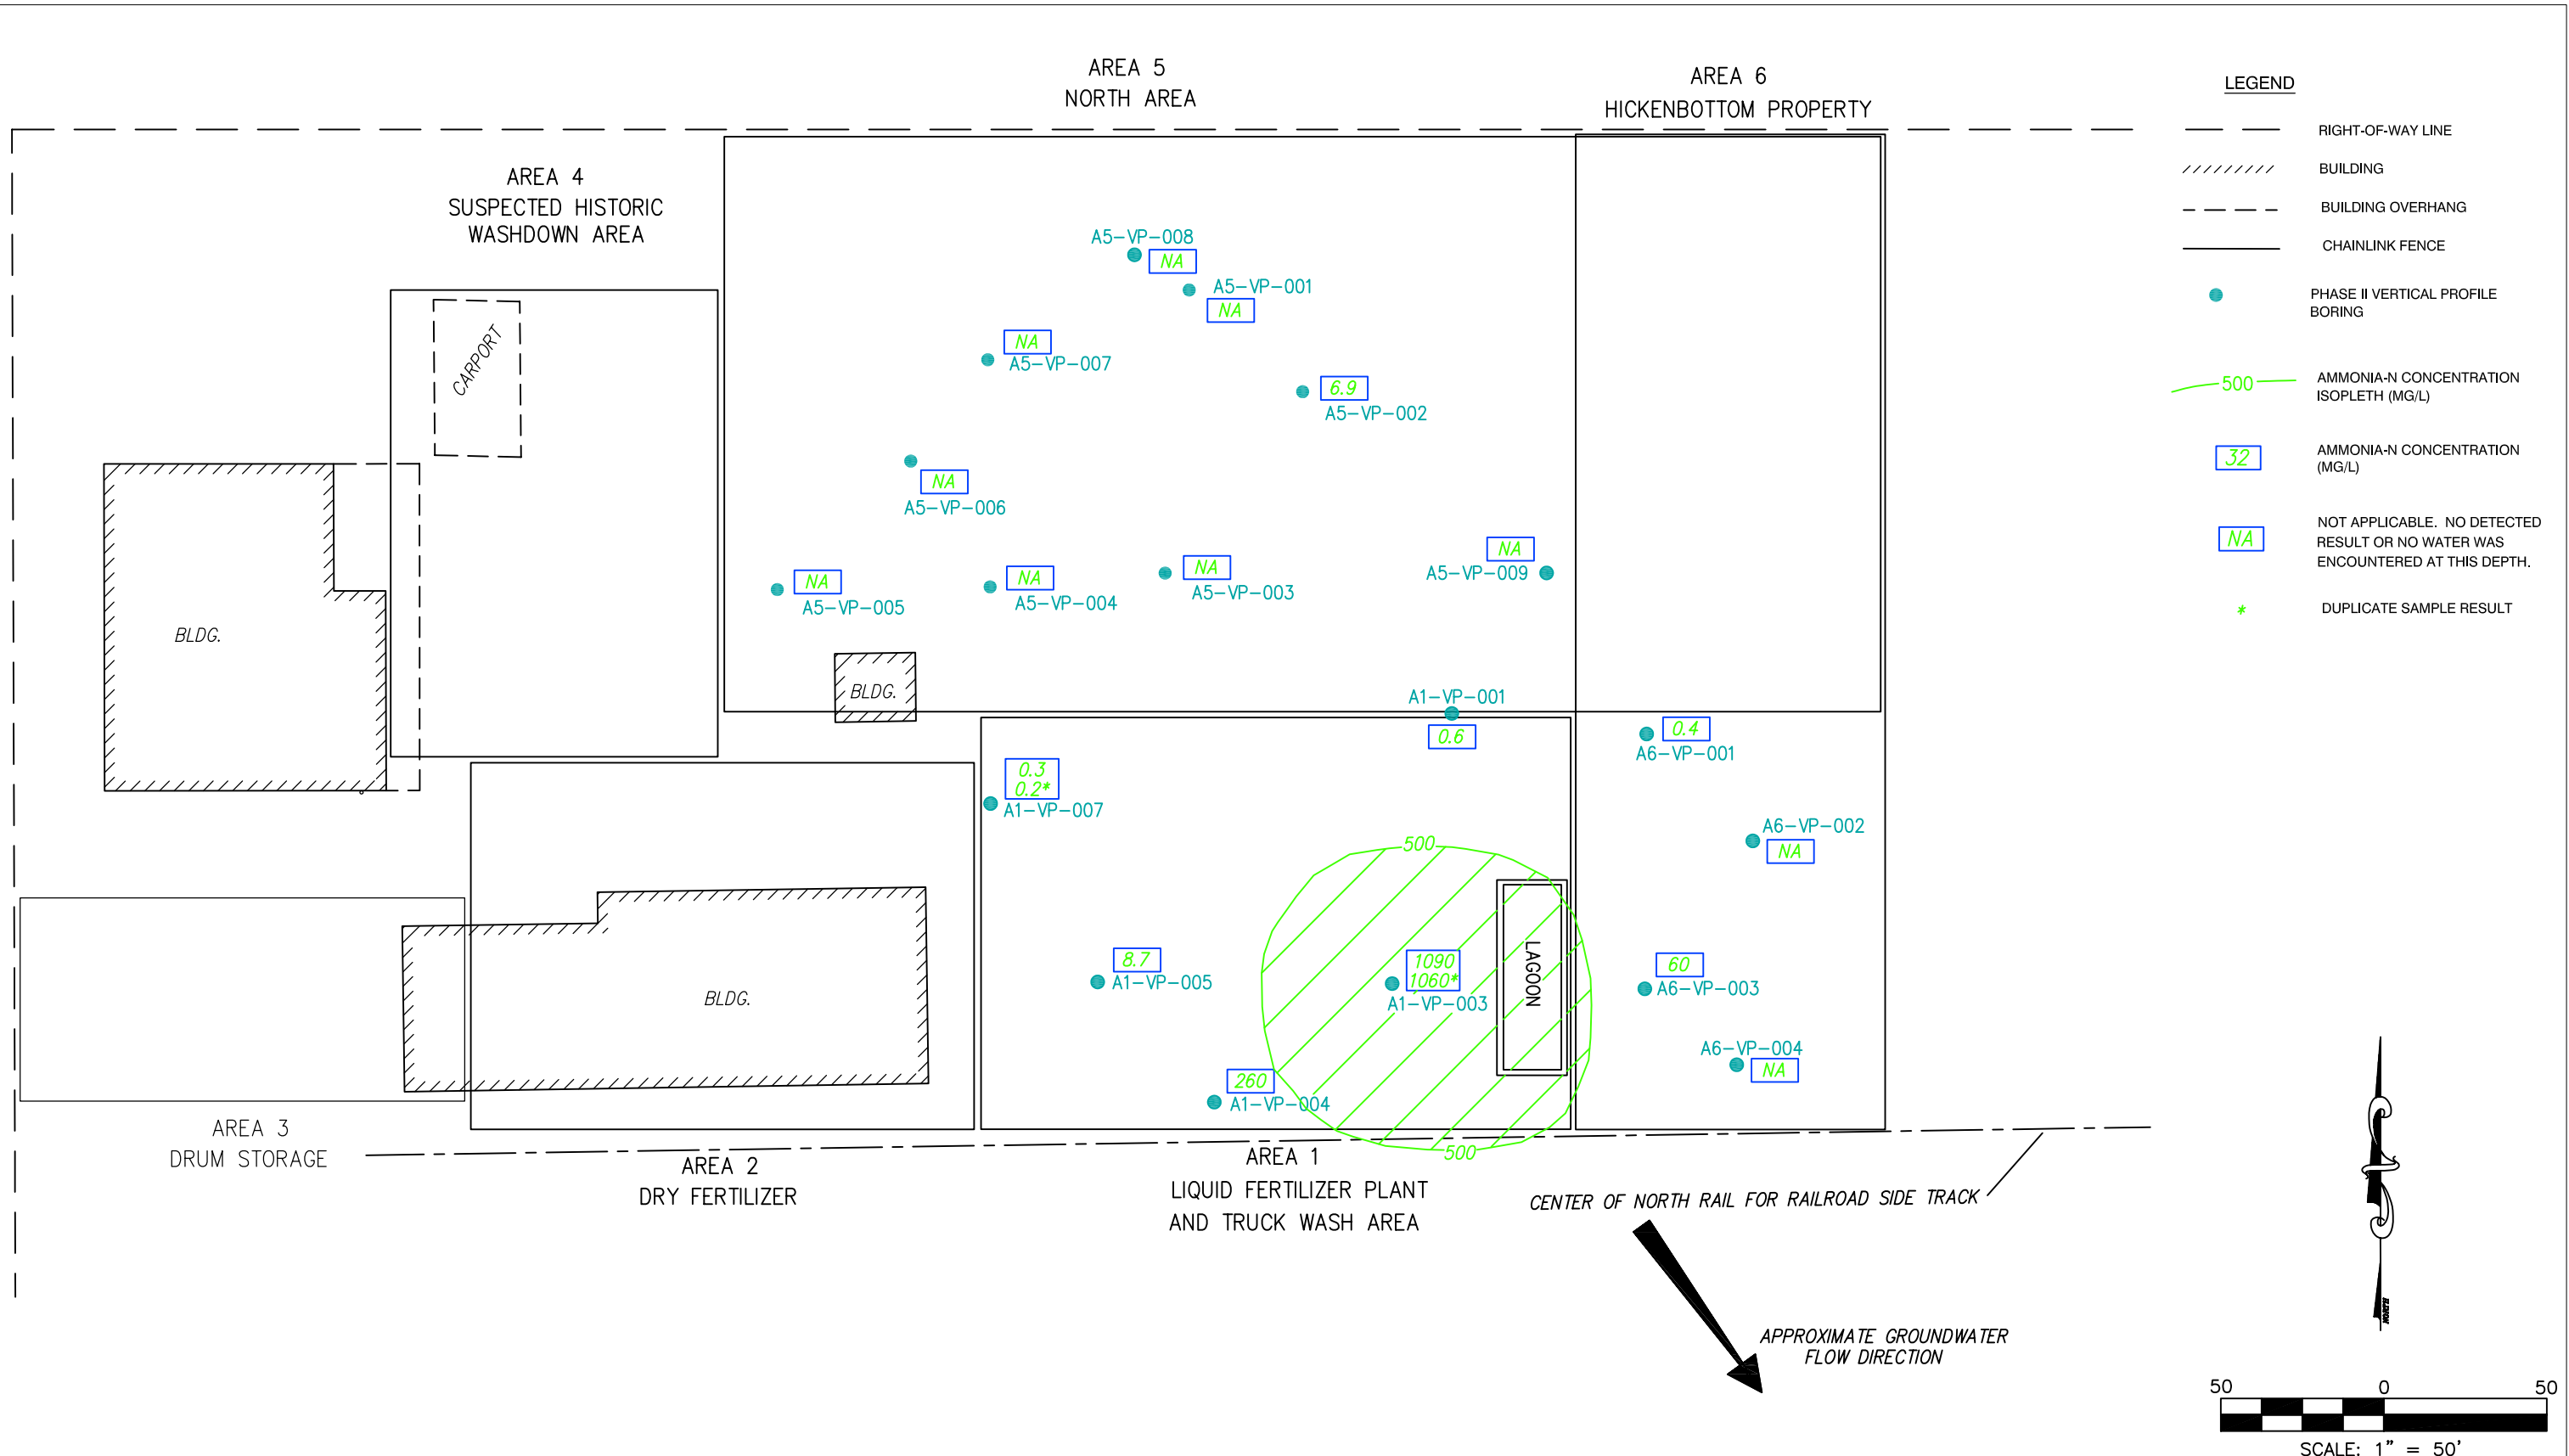 AREA 5
NORTH AREA
AREA 6
HICKENBOTTOM PROPERTY
AREA 4
SUSPECTED HISTORIC
WASHDOWN AREA
CARPORT
BLDG.
A5-VP-008
NA
A5-VP-001
NA
NA
A5-VP-007
6.9
A5-VP-002
NA
A5-VP-006
NA
A5-VP-005
NA
A5-VP-004
NA
A5-VP-003
NA
A5-VP-009
BLDG.
A1-VP-001
0.6
0.4
A6-VP-001
0.3
0.2*
A1-VP-007
A6-VP-002
NA
500
8.7
A1-VP-005
1090
1060*
A1-VP-003
LAGOON
60
A6-VP-003
A6-VP-004
NA
260
A1-VP-004
500
BLDG.
AREA 3
DRUM STORAGE
AREA 2
DRY FERTILIZER
AREA 1
LIQUID FERTILIZER PLANT
AND TRUCK WASH AREA
CENTER OF NORTH RAIL FOR RAILROAD SIDE TRACK
APPROXIMATE GROUNDWATER
FLOW DIRECTION
LEGEND
RIGHT-OF-WAY LINE
BUILDING
BUILDING OVERHANG
CHAINLINK FENCE
PHASE II VERTICAL PROFILE
BORING
500
AMMONIA-N CONCENTRATION
ISOPLETH (MG/L)
32
AMMONIA-N CONCENTRATION
(MG/L)
NA
NOT APPLICABLE. NO DETECTED
RESULT OR NO WATER WAS
ENCOUNTERED AT THIS DEPTH.
*
DUPLICATE SAMPLE RESULT
50 0 50
SCALE: 1" = 50'